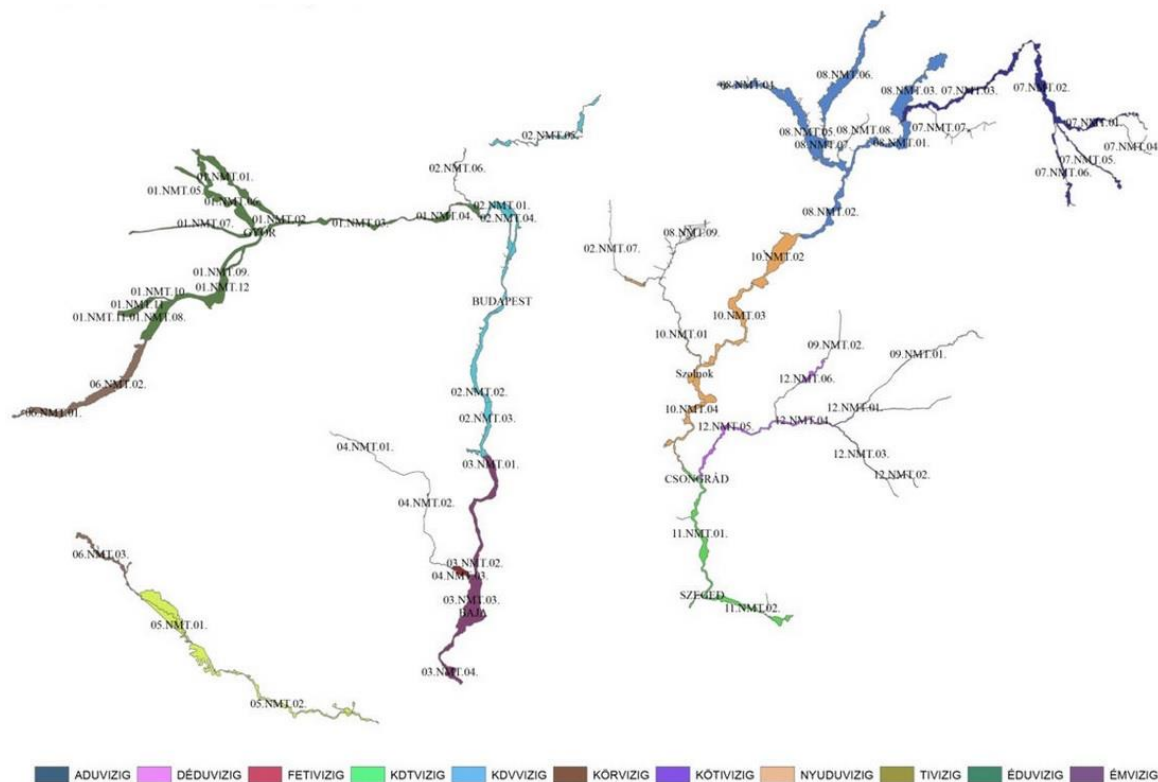 08.NMT.04.
08.NMT.06.
08.NMT.03.
07.NMT.03.
07.NMT.02.
08.NMT.05.
08.NMT.08.
08.NMT.07.
08.NMT.01.
07.NMT.07.
07.NMT.01.
07.NMT.04
07.NMT.05.
07.NMT.06.
02.NMT.05.
02.NMT.06.
01.NMT.01.
01.NMT.05.
01.NMT.06.
01.NMT.02
01.NMT.07.
01.NMT.03.
01.NMT.04.
02.NMT.01.
02.NMT.04.
GYŐR
08.NMT.02.
08.NMT.09.
02.NMT.07.
10.NMT.02
01.NMT.09.
01.NMT.12
01.NMT.10.
01.NMT.11.
01.NMT.11.01.NMT.08.
BUDAPEST
10.NMT.03
10.NMT.01
09.NMT.02.
09.NMT.01.
Szolnok
12.NMT.06.
06.NMT.02.
06.NMT.01.
02.NMT.02.
02.NMT.03.
10.NMT.04
12.NMT.01.
12.NMT.04.
12.NMT.05.
04.NMT.01.
03.NMT.01.
12.NMT.03.
12.NMT.02.
CSONGRÁD
04.NMT.02.
11.NMT.01.
06.NMT.03.
03.NMT.02.
04.NMT.03.
03.NMT.03.
BAJA
SZEGED
11.NMT.02.
05.NMT.01.
03.NMT.04.
05.NMT.02.
ADUVIZIG DÉDUVIZIG FETIVIZIG KDTVIZIG KDVVIZIG KÖRVIZIG KÖTIVIZIG NYUDUVIZIG TIVIZIG ÉDUVIZIG ÉMVIZIG